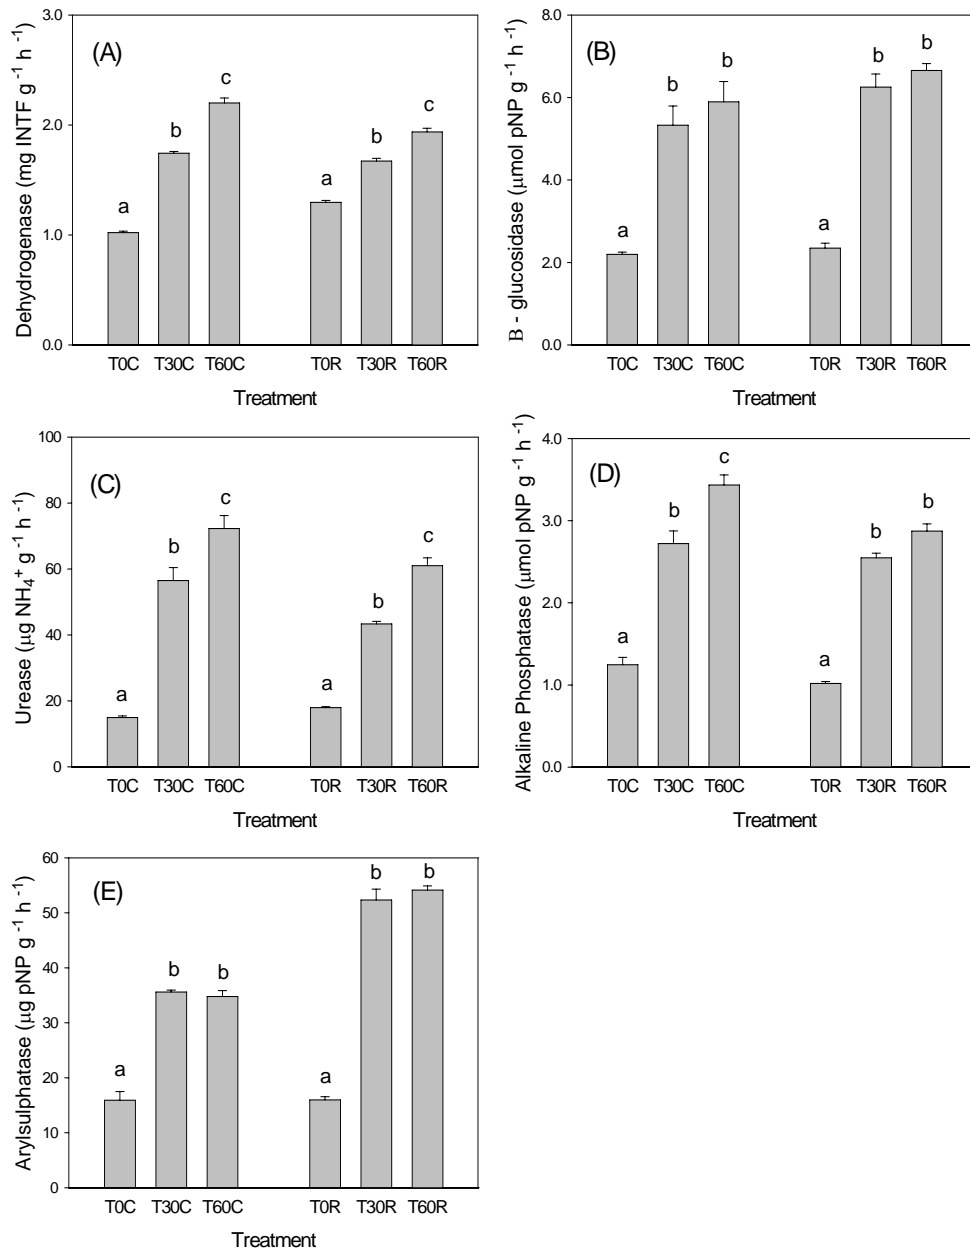 (A)
Dehydrogenase (mg INTF g⁻¹ h⁻¹)
3.0
2.0
1.0
0.0
a
b
c
a
b
c
T0C T30C T60C T0R T30R T60R
Treatment
(B)
B - glucosidase (μmol pNP g⁻¹ h⁻¹)
8.0
6.0
4.0
2.0
0.0
a
b
b
a
b
b
T0C T30C T60C T0R T30R T60R
Treatment
(C)
Urease (μg NH₄⁺ g⁻¹ h⁻¹)
100
80
60
40
20
0
a
b
c
a
b
c
T0C T30C T60C T0R T30R T60R
Treatment
(D)
Alkaline Phosphatase (μmol pNP g⁻¹ h⁻¹)
4.0
3.0
2.0
1.0
0.0
a
b
c
a
b
b
T0C T30C T60C T0R T30R T60R
Treatment
(E)
Arylsulphatase (μg pNP g⁻¹ h⁻¹)
60
50
40
30
20
10
0
a
b
b
a
b
b
T0C T30C T60C T0R T30R T60R
Treatment